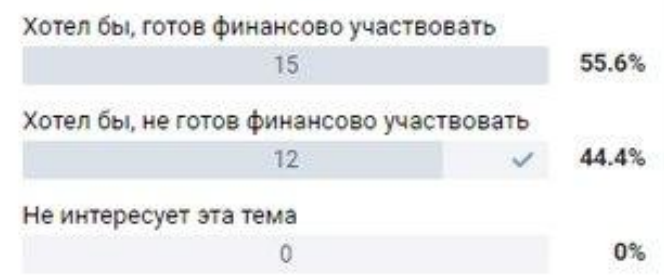 Хотел бы, готов финансово участвовать
15 55.6%
Хотел бы, не готов финансово участвовать
12 44.4%
Не интересует эта тема
0 0%